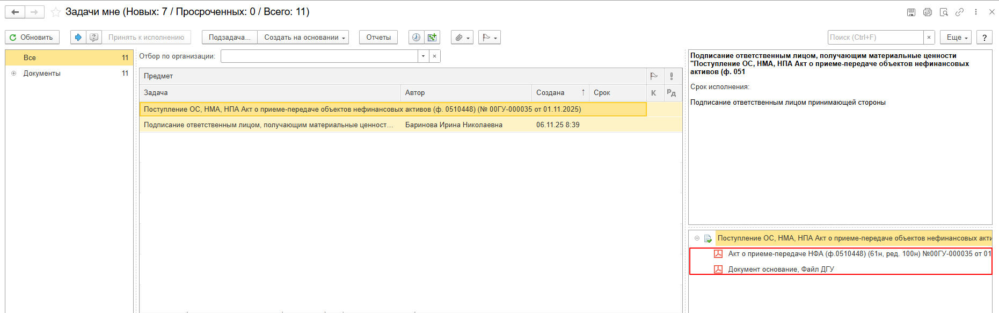 Задачи мне (Новых: 7 / Просроченных: 0 / Всего: 11)
Обновить
Принять к исполнению
Подзадача...
Создать на основании
Отчеты
Поиск (Ctrl+F)
×
Еще
?
Все 11
Документы 11
Отбор по организации:
Предмет
Задача Автор Создана ↑ Срок К Рд
Поступление ОС, НМА, НПА Акт о приеме-передаче объектов нефинансовых активов (ф. 0510448) (№ 00ГУ-000035 от 01.11.2025)
Подписание ответственным лицом, получающим материальные ценност... Баринова Ирина Николаевна 06.11.25 8:39
Подписание ответственным лицом, получающим материальные ценности
"Поступление ОС, НМА, НПА Акт о приеме-передаче объектов нефинансовых
активов (ф. 051
Срок исполнения:
Подписание ответственным лицом принимающей стороны
Поступление ОС, НМА, НПА Акт о приеме-передаче объектов нефинансовых акти
Акт о приеме-передаче НФА (ф.0510448) (61н, ред. 100н) №00ГУ-000035 от 01
Документ основание, Файл ДГУ